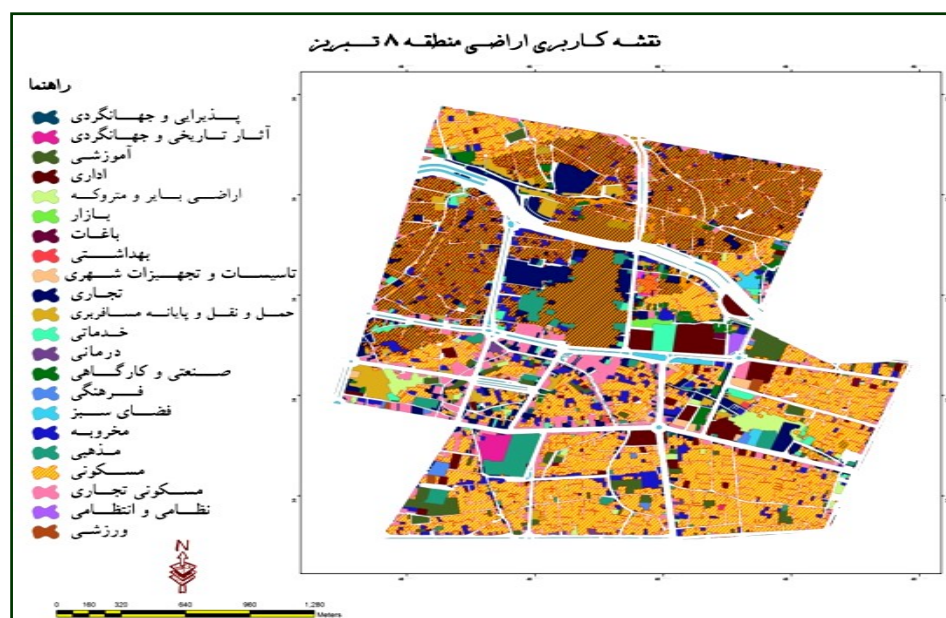 نقشه کاربری اراضی منطقه ۸ تبریز
راهنما
پذیرایی و جهانگردی
آثار تاریخی و جهانگردی
آموزشی
اداری
اراضی بایر و متروکه
بازار
باغات
بهداشتی
تاسیسات و تجهیزات شهری
تجاری
حمل و نقل و پایانه مسافربری
خدماتی
درمانی
صنعتی و کارگاهی
فرهنگی
فضای سبز
مخروبه
مذهبی
مسکونی
مسکونی تجاری
نظامی و انتظامی
ورزشی
N
0 160 320 640 960 1,280
Meters